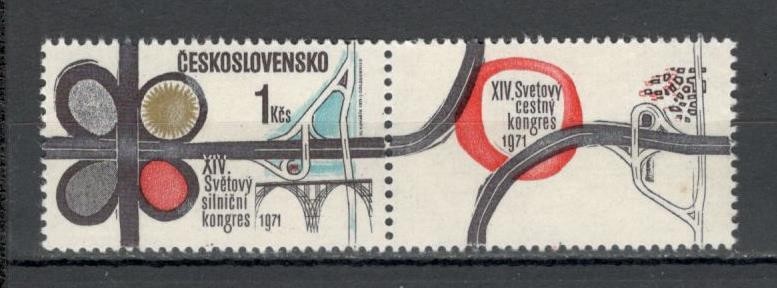 ČESKOSLOVENSKO
1 Kčs
XIV.
Světový
silniční
kongres 1971
XIV. Svetový
cestný
kongres
1971